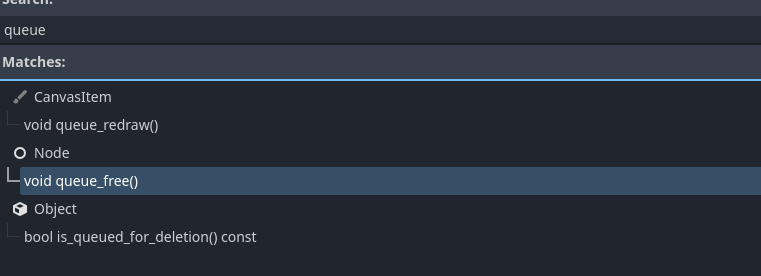 Search:
queue
Matches:
CanvasItem
void queue_redraw()
Node
void queue_free()
Object
bool is_queued_for_deletion() const